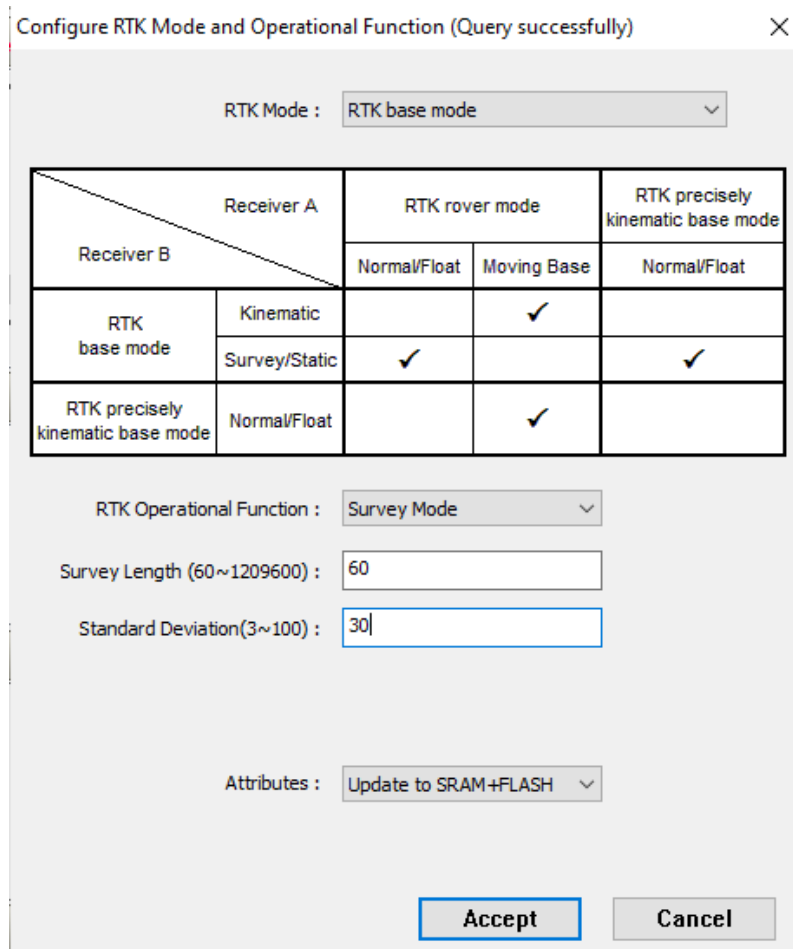 Configure RTK Mode and Operational Function (Query successfully)
RTK Mode :
RTK base mode
Receiver A
Receiver B
RTK rover mode
RTK precisely
kinematic base mode
Normal/Float
Moving Base
Normal/Float
RTK
base mode
Kinematic
✓
Survey/Static
✓
✓
RTK precisely
kinematic base mode
Normal/Float
✓
RTK Operational Function :
Survey Mode
Survey Length (60~1209600) :
60
Standard Deviation(3~100) :
30
Attributes :
Update to SRAM+FLASH
Accept
Cancel